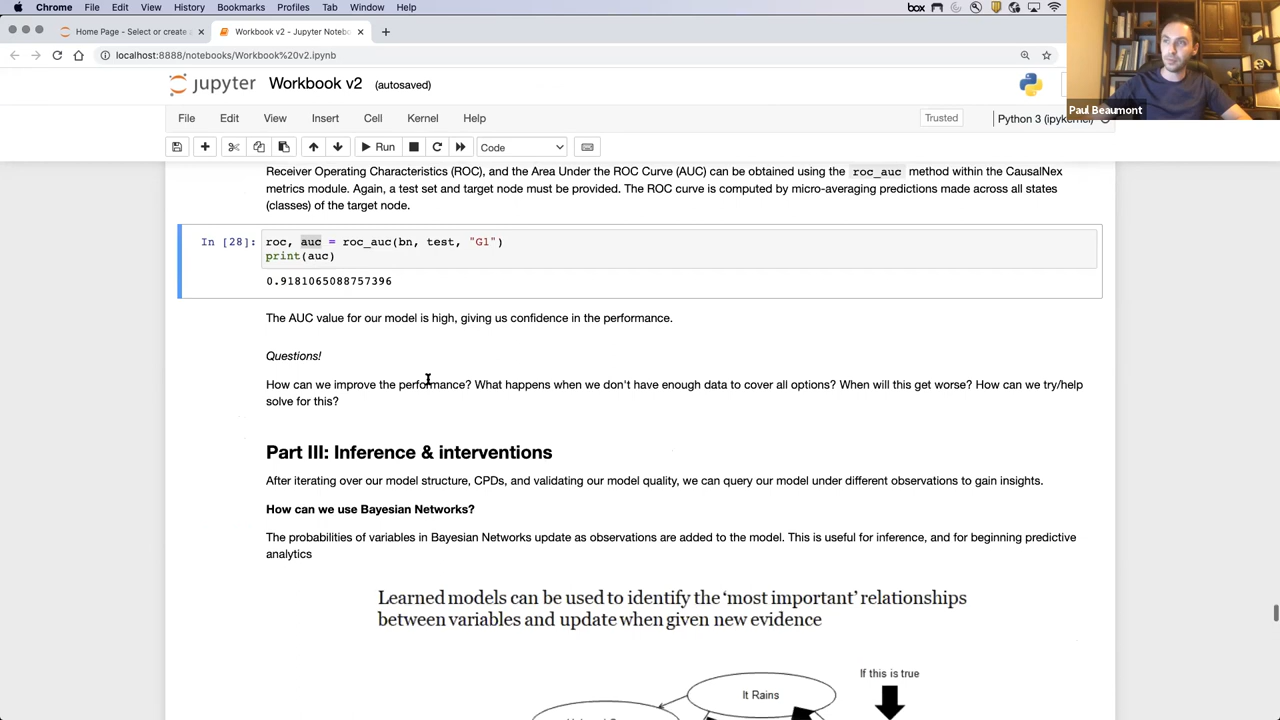 Chrome File Edit View History Bookmarks Profiles Tab Window Help box
Home Page - Select or create
Workbook v2 - Jupyter Notebo
localhost:8888/notebooks/Workbook%20v2.ipynb
Paul Beaumont
jupyter Workbook v2 (autosaved)
File Edit View Insert Cell Kernel Help Trusted Python 3 (ipykernel)
Run Code
Receiver Operating Characteristics (ROC), and the Area Under the ROC Curve (AUC) can be obtained using the roc_auc method within the CausalNex
metrics module. Again, a test set and target node must be provided. The ROC curve is computed by micro-averaging predictions made across all states
(classes) of the target node.
In [28]: roc, auc = roc_auc(bn, test, "G1")
print(auc)
0.9181065088757396
The AUC value for our model is high, giving us confidence in the performance.
Questions!
How can we improve the performance? What happens when we don't have enough data to cover all options? When will this get worse? How can we try/help
solve for this?
Part III: Inference & interventions
After iterating over our model structure, CPDs, and validating our model quality, we can query our model under different observations to gain insights.
How can we use Bayesian Networks?
The probabilities of variables in Bayesian Networks update as observations are added to the model. This is useful for inference, and for beginning predictive
analytics
Learned models can be used to identify the ‘most important’ relationships
between variables and update when given new evidence
If this is true
It Rains